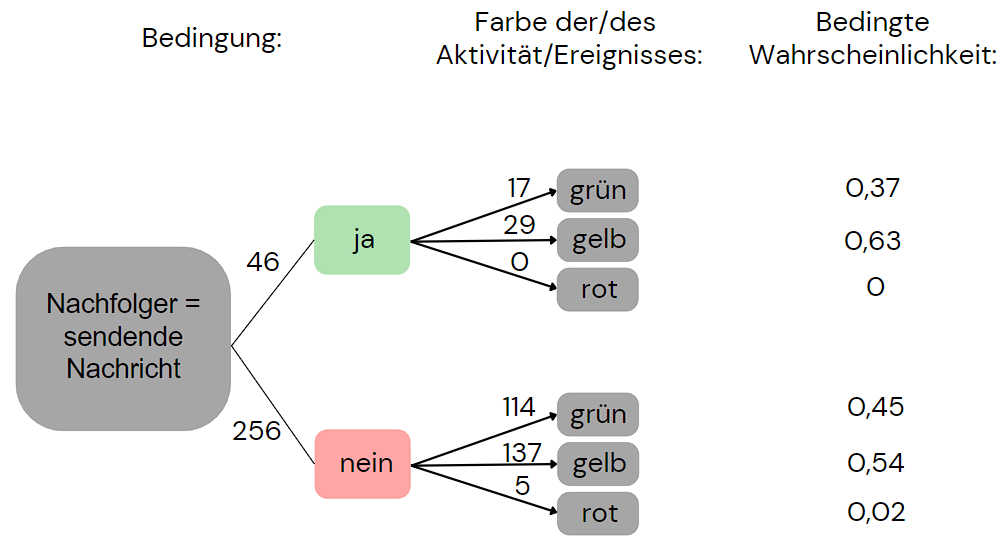 Bedingung:
Farbe der/des
Aktivität/Ereignisses:
Bedingte
Wahrscheinlichkeit:
Nachfolger =
sendende
Nachricht
46
ja
17
grün
0,37
29
gelb
0,63
0
rot
0
256
nein
114
grün
0,45
137
gelb
0,54
5
rot
0,02